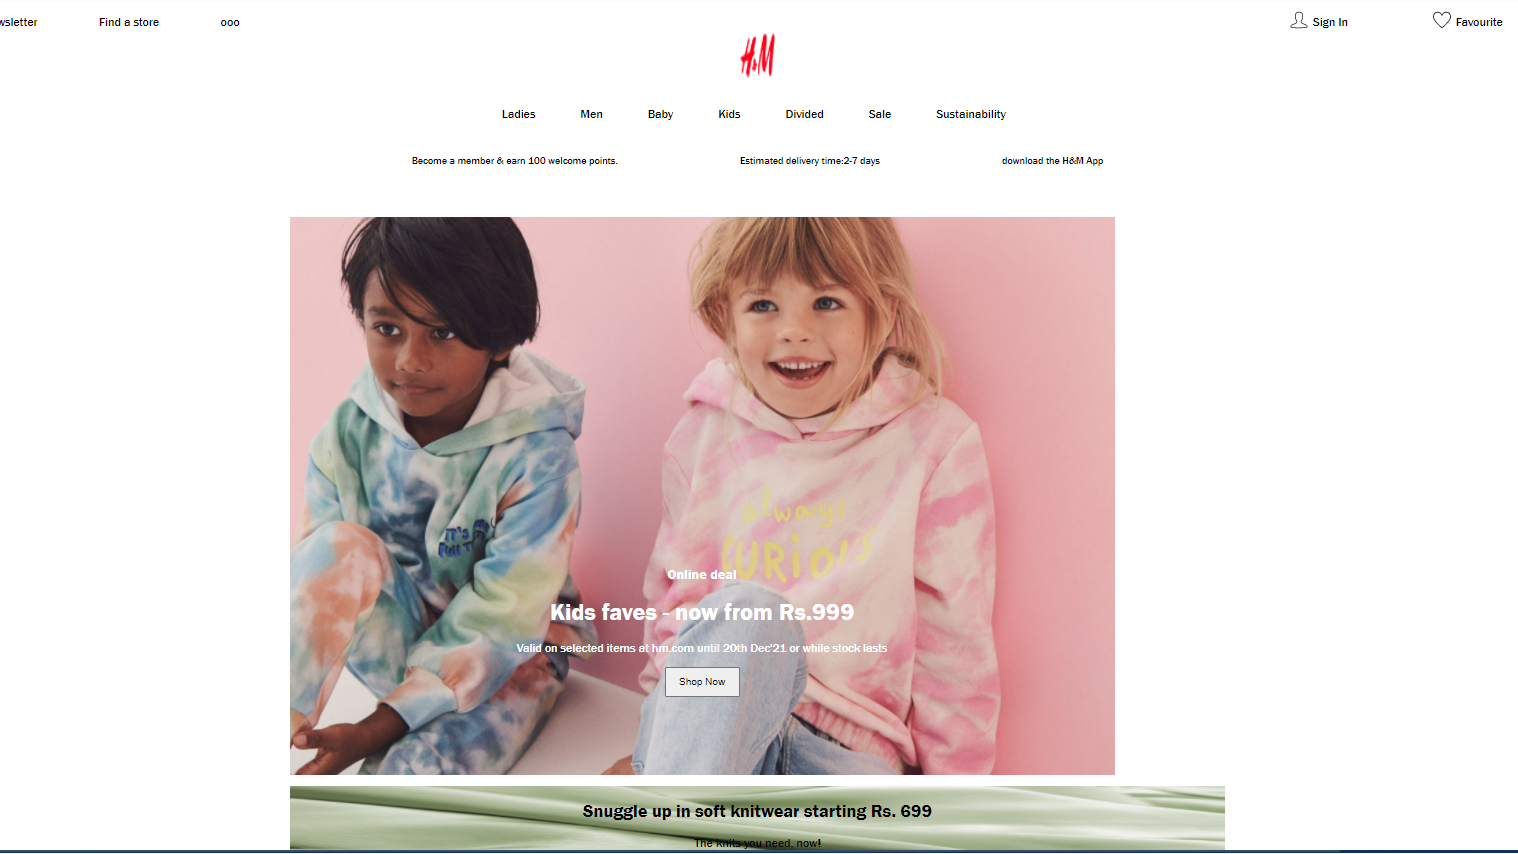 wsletter Find a store ooo Sign In Favourite
H&M
Ladies Men Baby Kids Divided Sale Sustainability
Become a member & earn 100 welcome points. Estimated delivery time:2-7 days download the H&M App
always
CURiOUS
IT'S
FUll
Online deal
Kids faves - now from Rs.999
Valid on selected items at hm.com until 20th Dec'21 or while stock lasts
Shop Now
Snuggle up in soft knitwear starting Rs. 699
The knits you need, now!